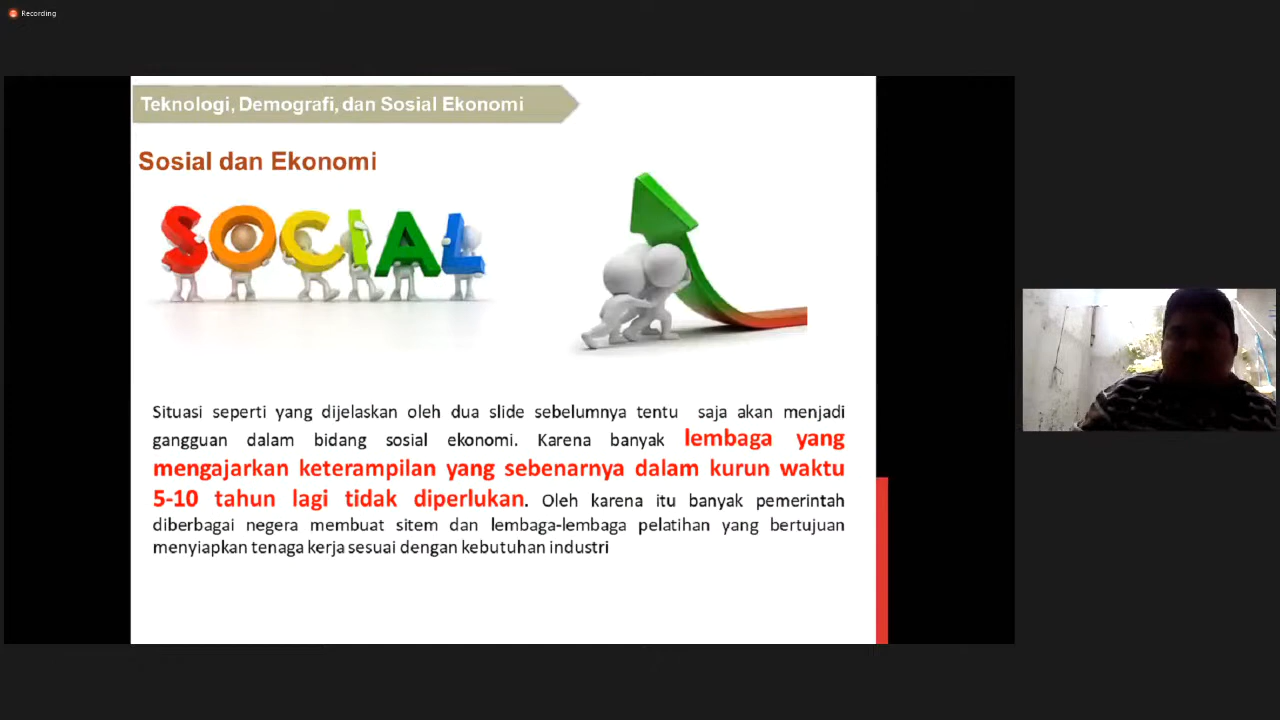 Recording
Teknologi, Demografi, dan Sosial Ekonomi
Sosial dan Ekonomi
SOCIAL
Situasi seperti yang dijelaskan oleh dua slide sebelumnya tentu saja akan menjadi
gangguan dalam bidang sosial ekonomi. Karena banyak lembaga yang
mengajarkan keterampilan yang sebenarnya dalam kurun waktu
5-10 tahun lagi tidak diperlukan. Oleh karena itu banyak pemerintah
diberbagai negera membuat sitem dan lembaga-lembaga pelatihan yang bertujuan
menyiapkan tenaga kerja sesuai dengan kebutuhan industri